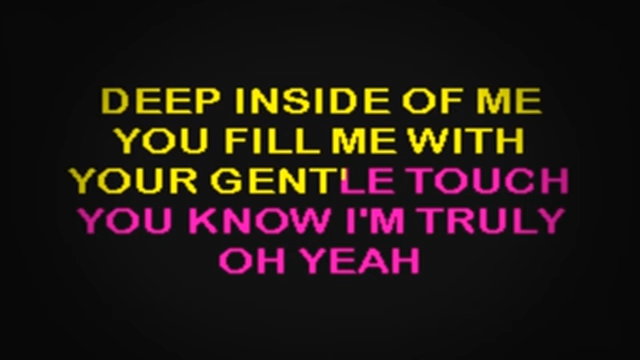 DEEP INSIDE OF ME
YOU FILL ME WITH
YOUR GENTLE TOUCH
YOU KNOW I'M TRULY
OH YEAH